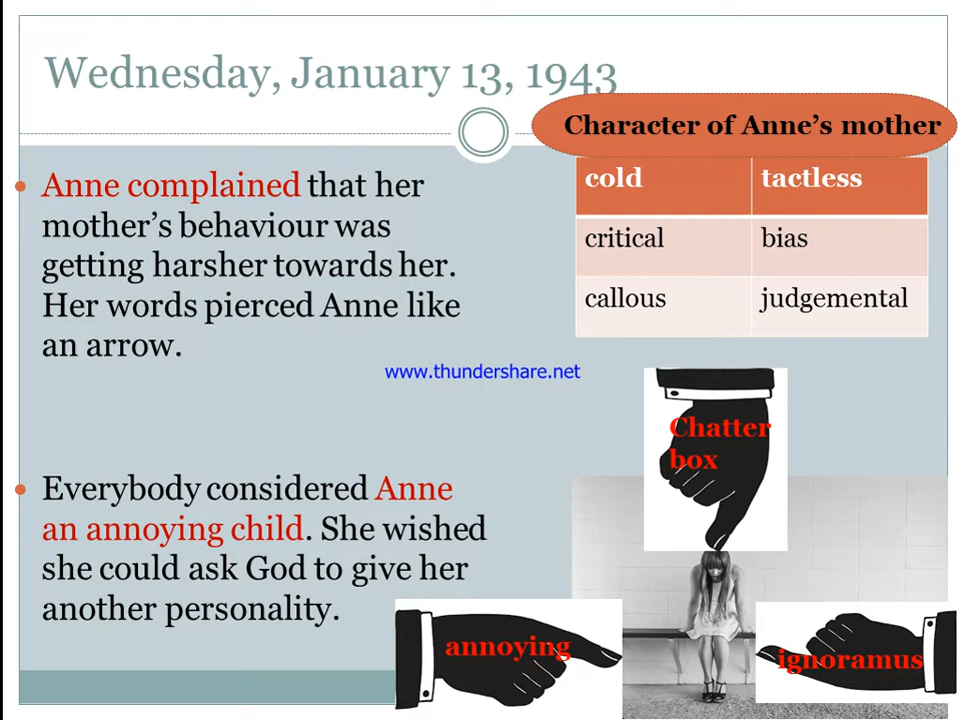 Wednesday, January 13, 1943
Character of Anne's mother
cold tactless
critical bias
callous judgemental
• Anne complained that her
mother's behaviour was
getting harsher towards her.
Her words pierced Anne like
an arrow.
www.thundershare.net
• Everybody considered Anne
an annoying child. She wished
she could ask God to give her
another personality.
Chatter
box
annoying
ignoramus